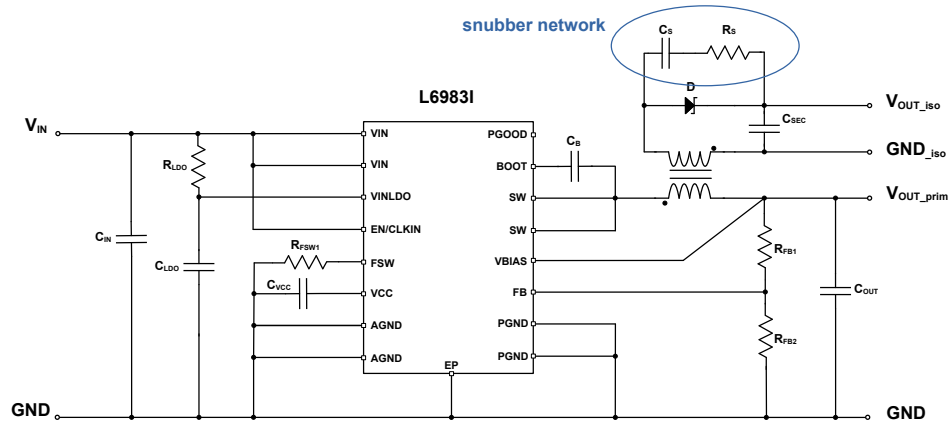 snubber network
CS
RS
L6983I
D
VOUT_iso
VIN
VIN
PGOOD
CSEC
CB
RLDO
VIN
BOOT
GND_iso
VINLDO
SW
VOUT_prim
CIN
EN/CLKIN
SW
RFSW1
RFB1
CLDO
FSW
VBIAS
CVCC
VCC
FB
COUT
AGND
PGND
RFB2
AGND
PGND
EP
GND
GND